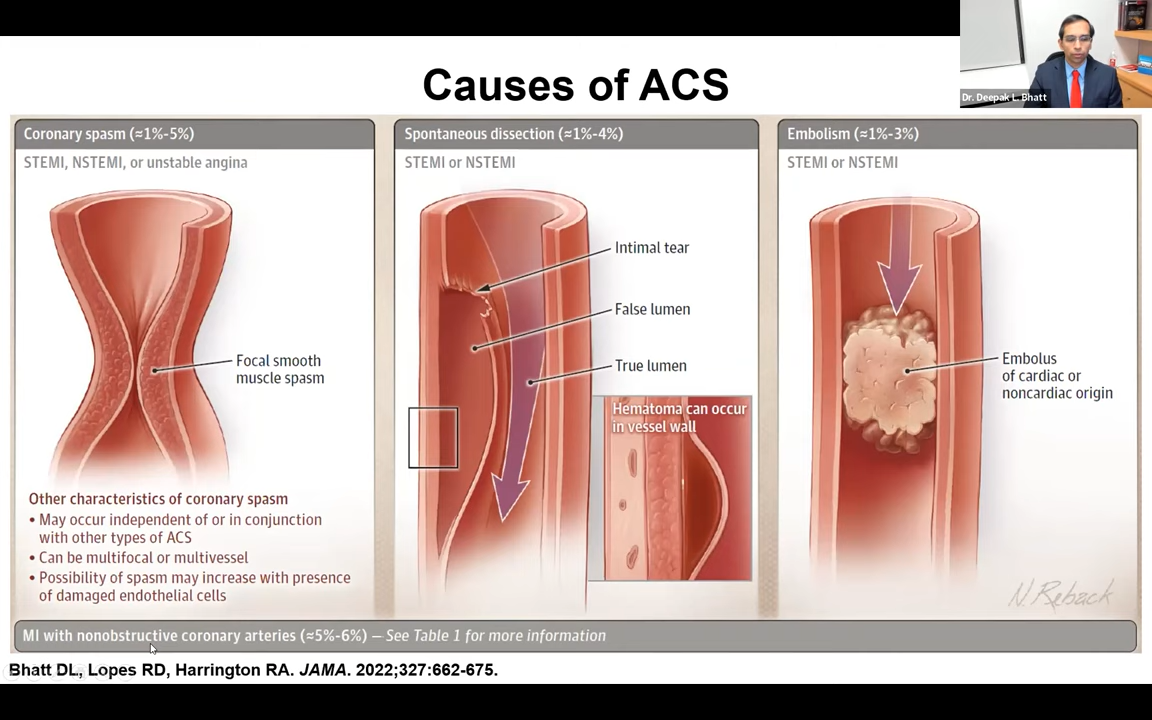 Dr. Deepak L. Bhatt
Causes of ACS
Coronary spasm (≈1%-5%)
STEMI, NSTEMI, or unstable angina
Focal smooth
muscle spasm
Other characteristics of coronary spasm
• May occur independent of or in conjunction
with other types of ACS
• Can be multifocal or multivessel
• Possibility of spasm may increase with presence
of damaged endothelial cells
Spontaneous dissection (≈1%-4%)
STEMI or NSTEMI
Intimal tear
False lumen
True lumen
Hematoma can occur
in vessel wall
Embolism (≈1%-3%)
STEMI or NSTEMI
Embolus
of cardiac or
noncardiac origin
N. Reback
MI with nonobstructive coronary arteries (≈5%-6%) — See Table 1 for more information
Bhatt DL, Lopes RD, Harrington RA. JAMA. 2022;327:662-675.